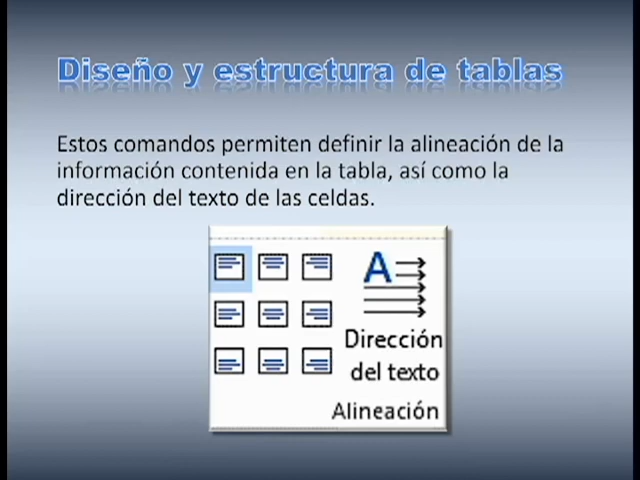 Diseño y estructura de tablas
Estos comandos permiten definir la alineación de la
información contenida en la tabla, así como la
dirección del texto de las celdas.
A
Dirección
del texto
Alineación